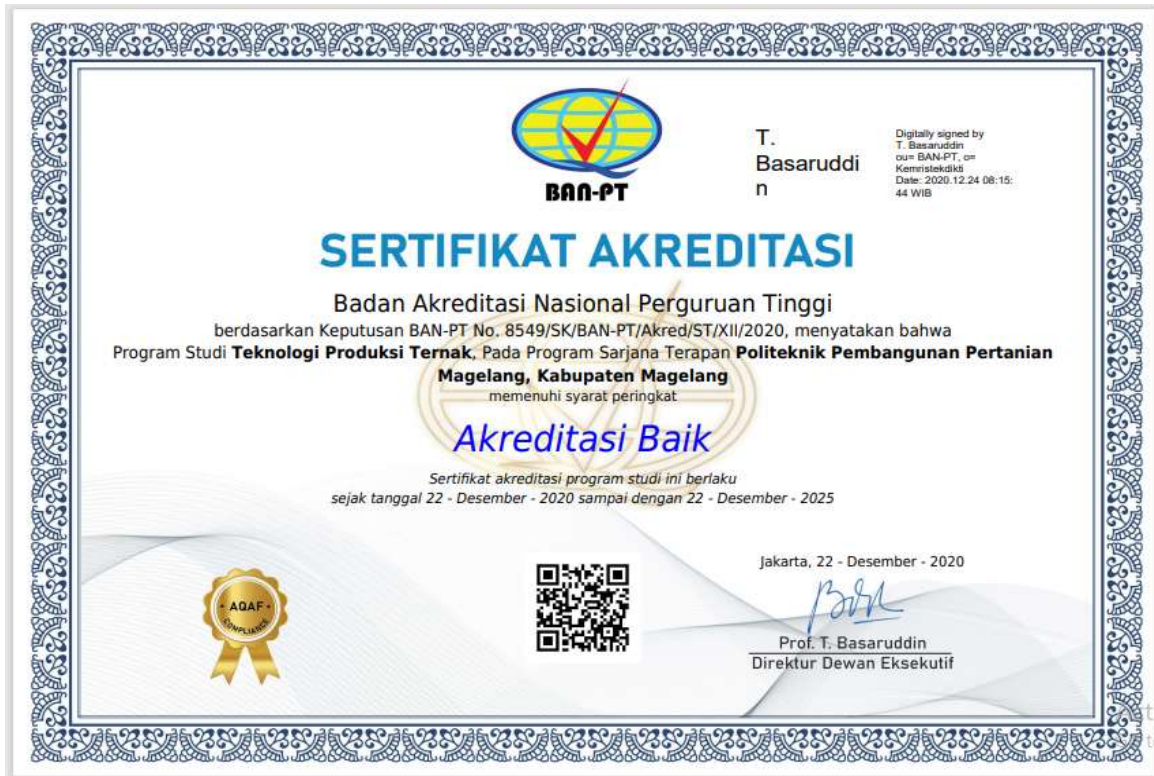 BAN-PT
T.
Basaruddi
n
Digitally signed by
T. Basaruddin
ou= BAN-PT, o=
Kemristekdikti
Date: 2020.12.24 08:15:
44 WIB
SERTIFIKAT AKREDITASI
Badan Akreditasi Nasional Perguruan Tinggi
berdasarkan Keputusan BAN-PT No. 8549/SK/BAN-PT/Akred/ST/XII/2020, menyatakan bahwa
Program Studi Teknologi Produksi Ternak, Pada Program Sarjana Terapan Politeknik Pembangunan Pertanian
Magelang, Kabupaten Magelang
memenuhi syarat peringkat
Akreditasi Baik
Sertifikat akreditasi program studi ini berlaku
sejak tanggal 22 - Desember - 2020 sampai dengan 22 - Desember - 2025
AQAF
COMPLIANCE
Jakarta, 22 - Desember - 2020
Prof. T. Basaruddin
Direktur Dewan Eksekutif